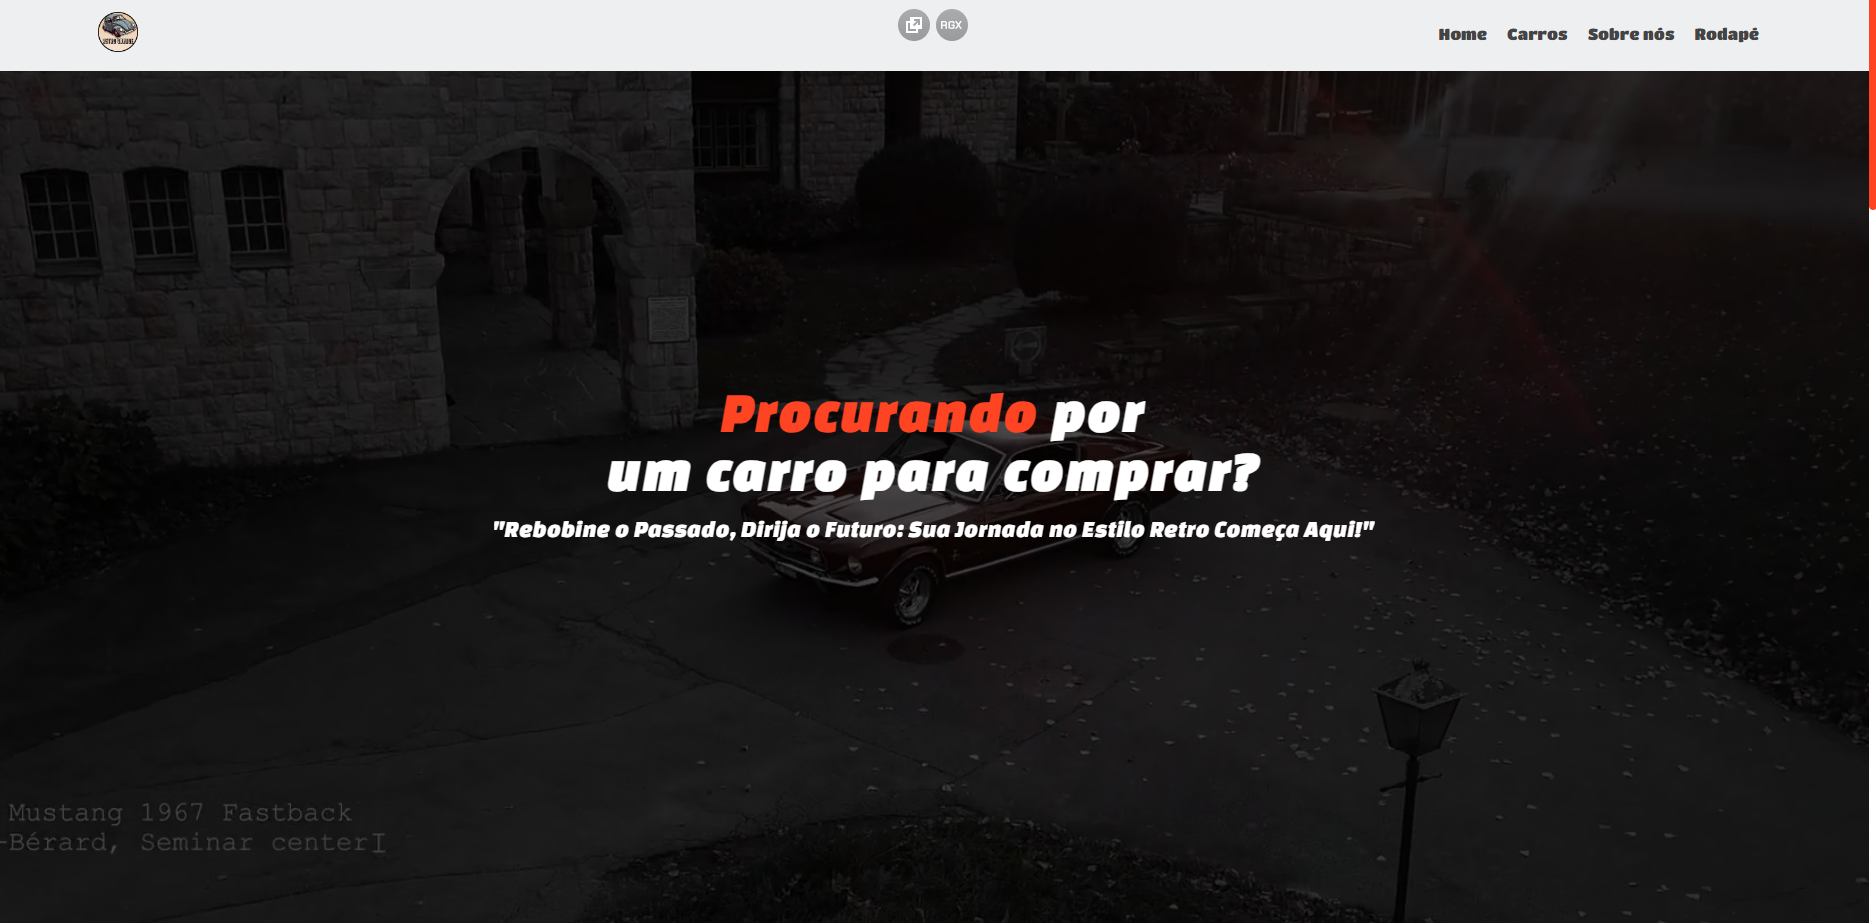 RGX
Home Carros Sobre nós Rodapé
Procurando por
um carro para comprar?
"Rebobine o Passado, Dirija o Futuro: Sua Jornada no Estilo Retro Começa Aqui!"
Mustang 1967 Fastback
-Bérard, Seminar center